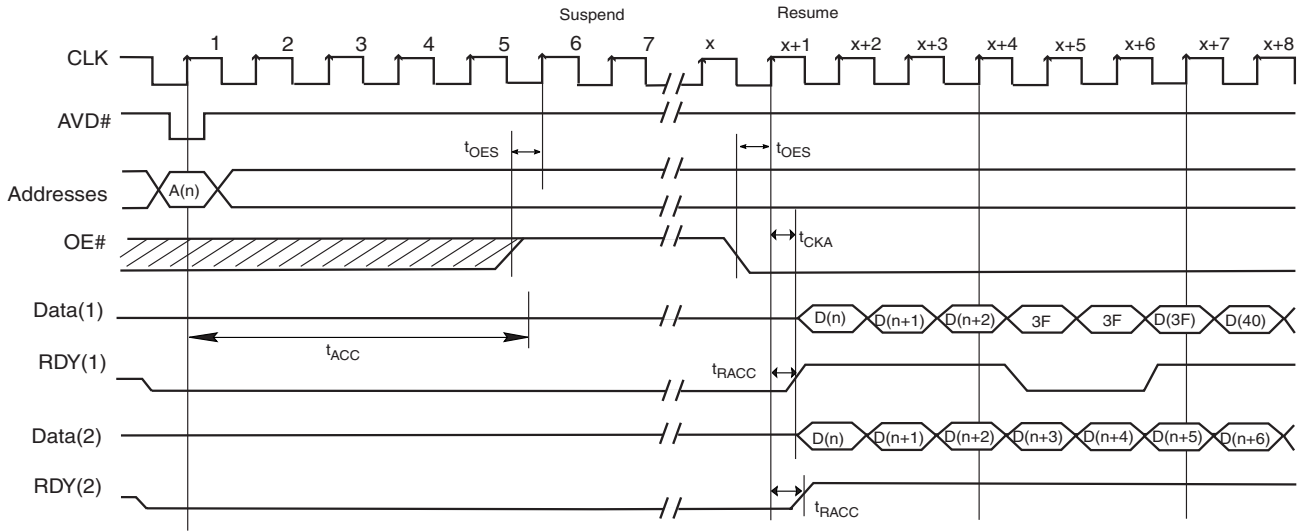 Suspend Resume
CLK 1 2 3 4 5 6 7 x x+1 x+2 x+3 x+4 x+5 x+6 x+7 x+8
AVD#
tOES tOES
Addresses A(n)
OE# tCKA
Data(1) D(n) D(n+1) D(n+2) 3F 3F D(3F) D(40)
tACC
RDY(1) tRACC
Data(2) D(n) D(n+1) D(n+2) D(n+3) D(n+4) D(n+5) D(n+6)
RDY(2) tRACC